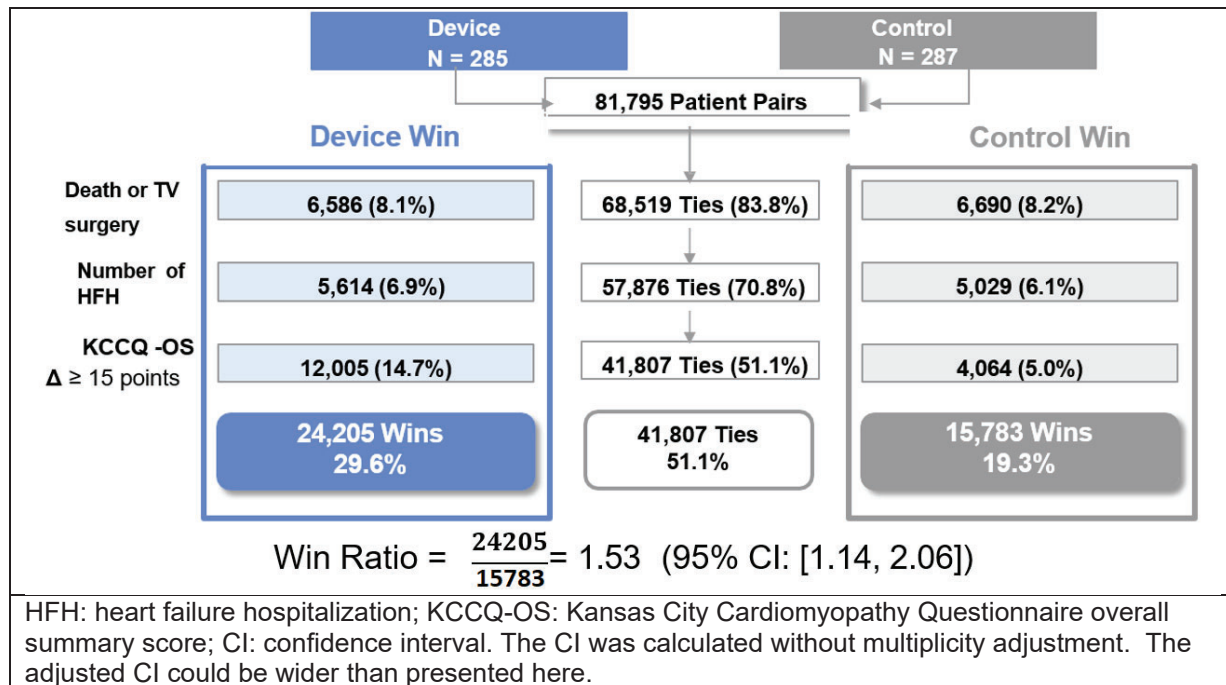 Device
N = 285
Control
N = 287
81,795 Patient Pairs
Device Win
Control Win
Death or TV
surgery
6,586 (8.1%)
68,519 Ties (83.8%)
6,690 (8.2%)
Number of
HFH
5,614 (6.9%)
57,876 Ties (70.8%)
5,029 (6.1%)
KCCQ -OS
Δ ≥ 15 points
12,005 (14.7%)
41,807 Ties (51.1%)
4,064 (5.0%)
24,205 Wins
29.6%
41,807 Ties
51.1%
15,783 Wins
19.3%
Win Ratio = 24205/15783 = 1.53 (95% CI: [1.14, 2.06])
HFH: heart failure hospitalization; KCCQ-OS: Kansas City Cardiomyopathy Questionnaire overall
summary score; CI: confidence interval. The CI was calculated without multiplicity adjustment. The
adjusted CI could be wider than presented here.